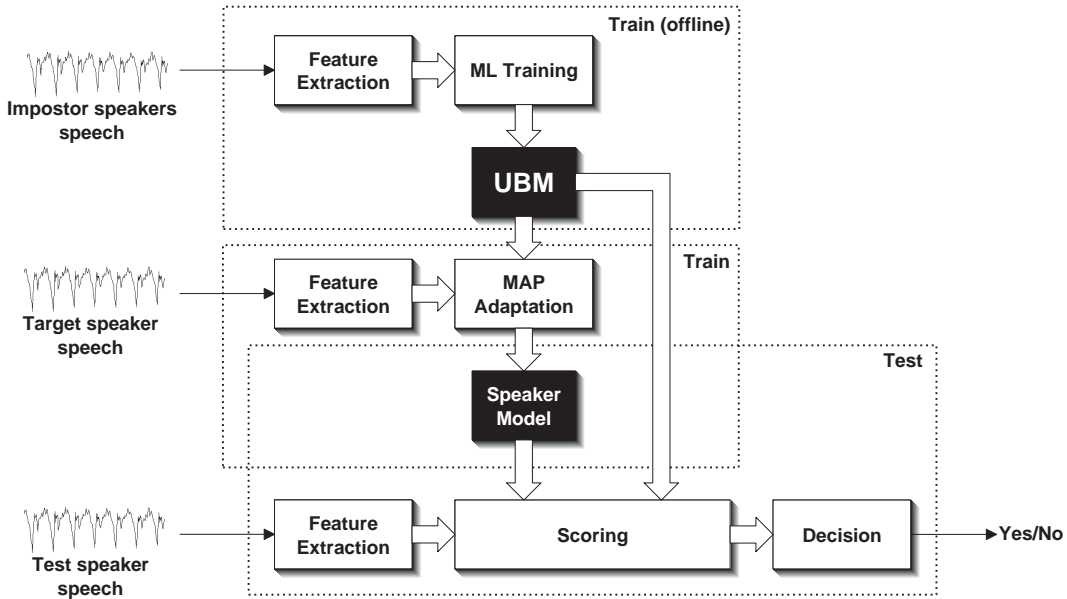 Train (offline)
Feature
Extraction
ML Training
Impostor speakers
speech
UBM
Train
Feature
Extraction
MAP
Adaptation
Target speaker
speech
Test
Speaker
Model
Feature
Extraction
Scoring
Decision
Yes/No
Test speaker
speech